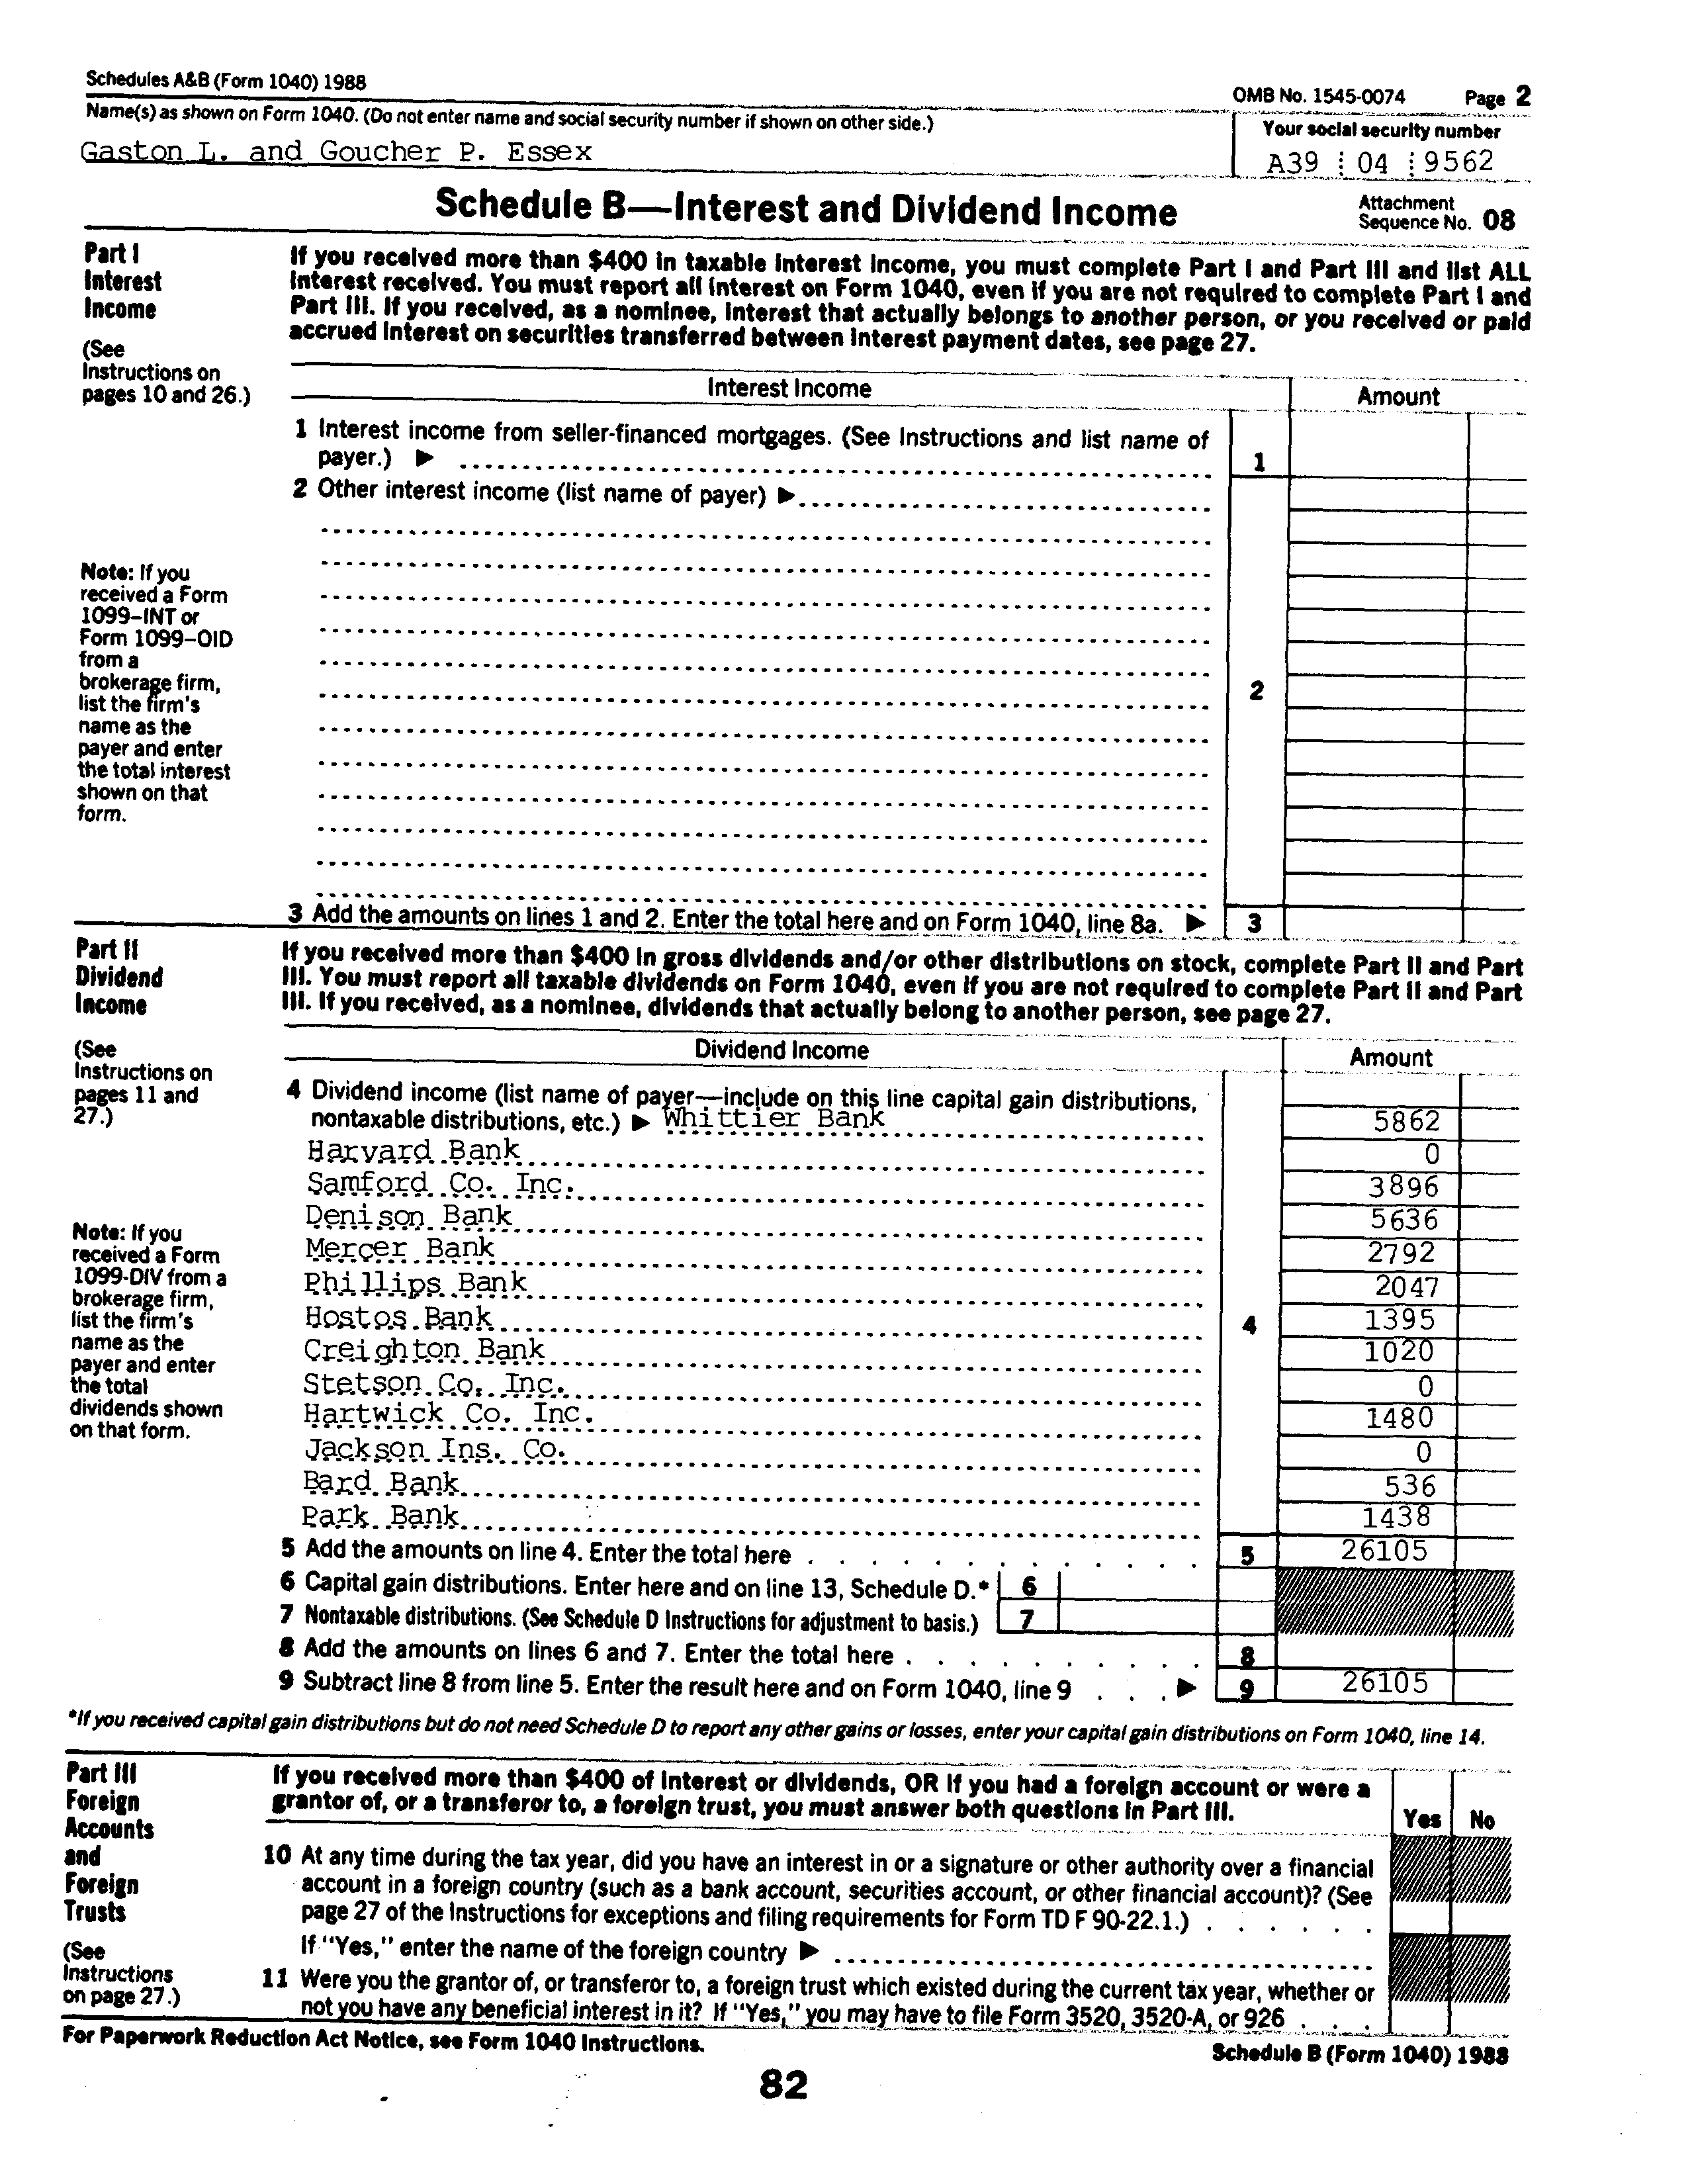 Schedules A&B (Form 1040) 1988
OMB No. 1545-0074 Page 2
Name(s) as shown on Form 1040. (Do not enter name and social security number if shown on other side.)
Your social security number
Gaston L. and Goucher P. Essex
A39 04 9562
Schedule B—Interest and Dividend Income
Attachment
Sequence No. 08
Part I
Interest
Income
(See
Instructions on
pages 10 and 26.)
If you received more than $400 in taxable interest income, you must complete Part I and Part III and list ALL
interest received. You must report all interest on Form 1040, even if you are not required to complete Part I and
Part III. If you received, as a nominee, interest that actually belongs to another person, or you received or paid
accrued interest on securities transferred between interest payment dates, see page 27.
Interest Income Amount
1 Interest income from seller-financed mortgages. (See Instructions and list name of
payer.) ▶ 1
2 Other interest income (list name of payer) ▶
Note: If you
received a Form
1099–INT or
Form 1099–OID
from a
brokerage firm,
list the firm's
name as the
payer and enter
the total interest
shown on that
form.
2
3 Add the amounts on lines 1 and 2. Enter the total here and on Form 1040, line 8a. ▶ 3
Part II
Dividend
Income
(See
Instructions on
pages 11 and
27.)
If you received more than $400 in gross dividends and/or other distributions on stock, complete Part II and Part
III. You must report all taxable dividends on Form 1040, even if you are not required to complete Part II and Part
III. If you received, as a nominee, dividends that actually belong to another person, see page 27.
Dividend Income Amount
4 Dividend income (list name of payer—include on this line capital gain distributions,
nontaxable distributions, etc.) ▶ Whittier Bank 5862
Harvard Bank 0
Samford Co. Inc. 3896
Denison Bank 5636
Mercer Bank 2792
Phillips Bank 2047
Hostos Bank 4 1395
Creighton Bank 1020
Stetson Co. Inc. 0
Hartwick Co. Inc. 1480
Jackson Ins. Co. 0
Bard Bank 536
Park Bank 1438
Note: If you
received a Form
1099-DIV from a
brokerage firm,
list the firm's
name as the
payer and enter
the total
dividends shown
on that form.
5 Add the amounts on line 4. Enter the total here 5 26105
6 Capital gain distributions. Enter here and on line 13, Schedule D.* 6
7 Nontaxable distributions. (See Schedule D Instructions for adjustment to basis.) 7
8 Add the amounts on lines 6 and 7. Enter the total here 8
9 Subtract line 8 from line 5. Enter the result here and on Form 1040, line 9 ▶ 9 26105
*If you received capital gain distributions but do not need Schedule D to report any other gains or losses, enter your capital gain distributions on Form 1040, line 14.
Part III
Foreign
Accounts
and
Foreign
Trusts
(See
Instructions
on page 27.)
If you received more than $400 of interest or dividends, OR if you had a foreign account or were a
grantor of, or a transferor to, a foreign trust, you must answer both questions in Part III.
Yes No
10 At any time during the tax year, did you have an interest in or a signature or other authority over a financial
account in a foreign country (such as a bank account, securities account, or other financial account)? (See
page 27 of the Instructions for exceptions and filing requirements for Form TD F 90-22.1.)
If "Yes," enter the name of the foreign country ▶
11 Were you the grantor of, or transferor to, a foreign trust which existed during the current tax year, whether or
not you have any beneficial interest in it? If "Yes," you may have to file Form 3520, 3520-A, or 926
For Paperwork Reduction Act Notice, see Form 1040 Instructions.
Schedule B (Form 1040) 1988
82